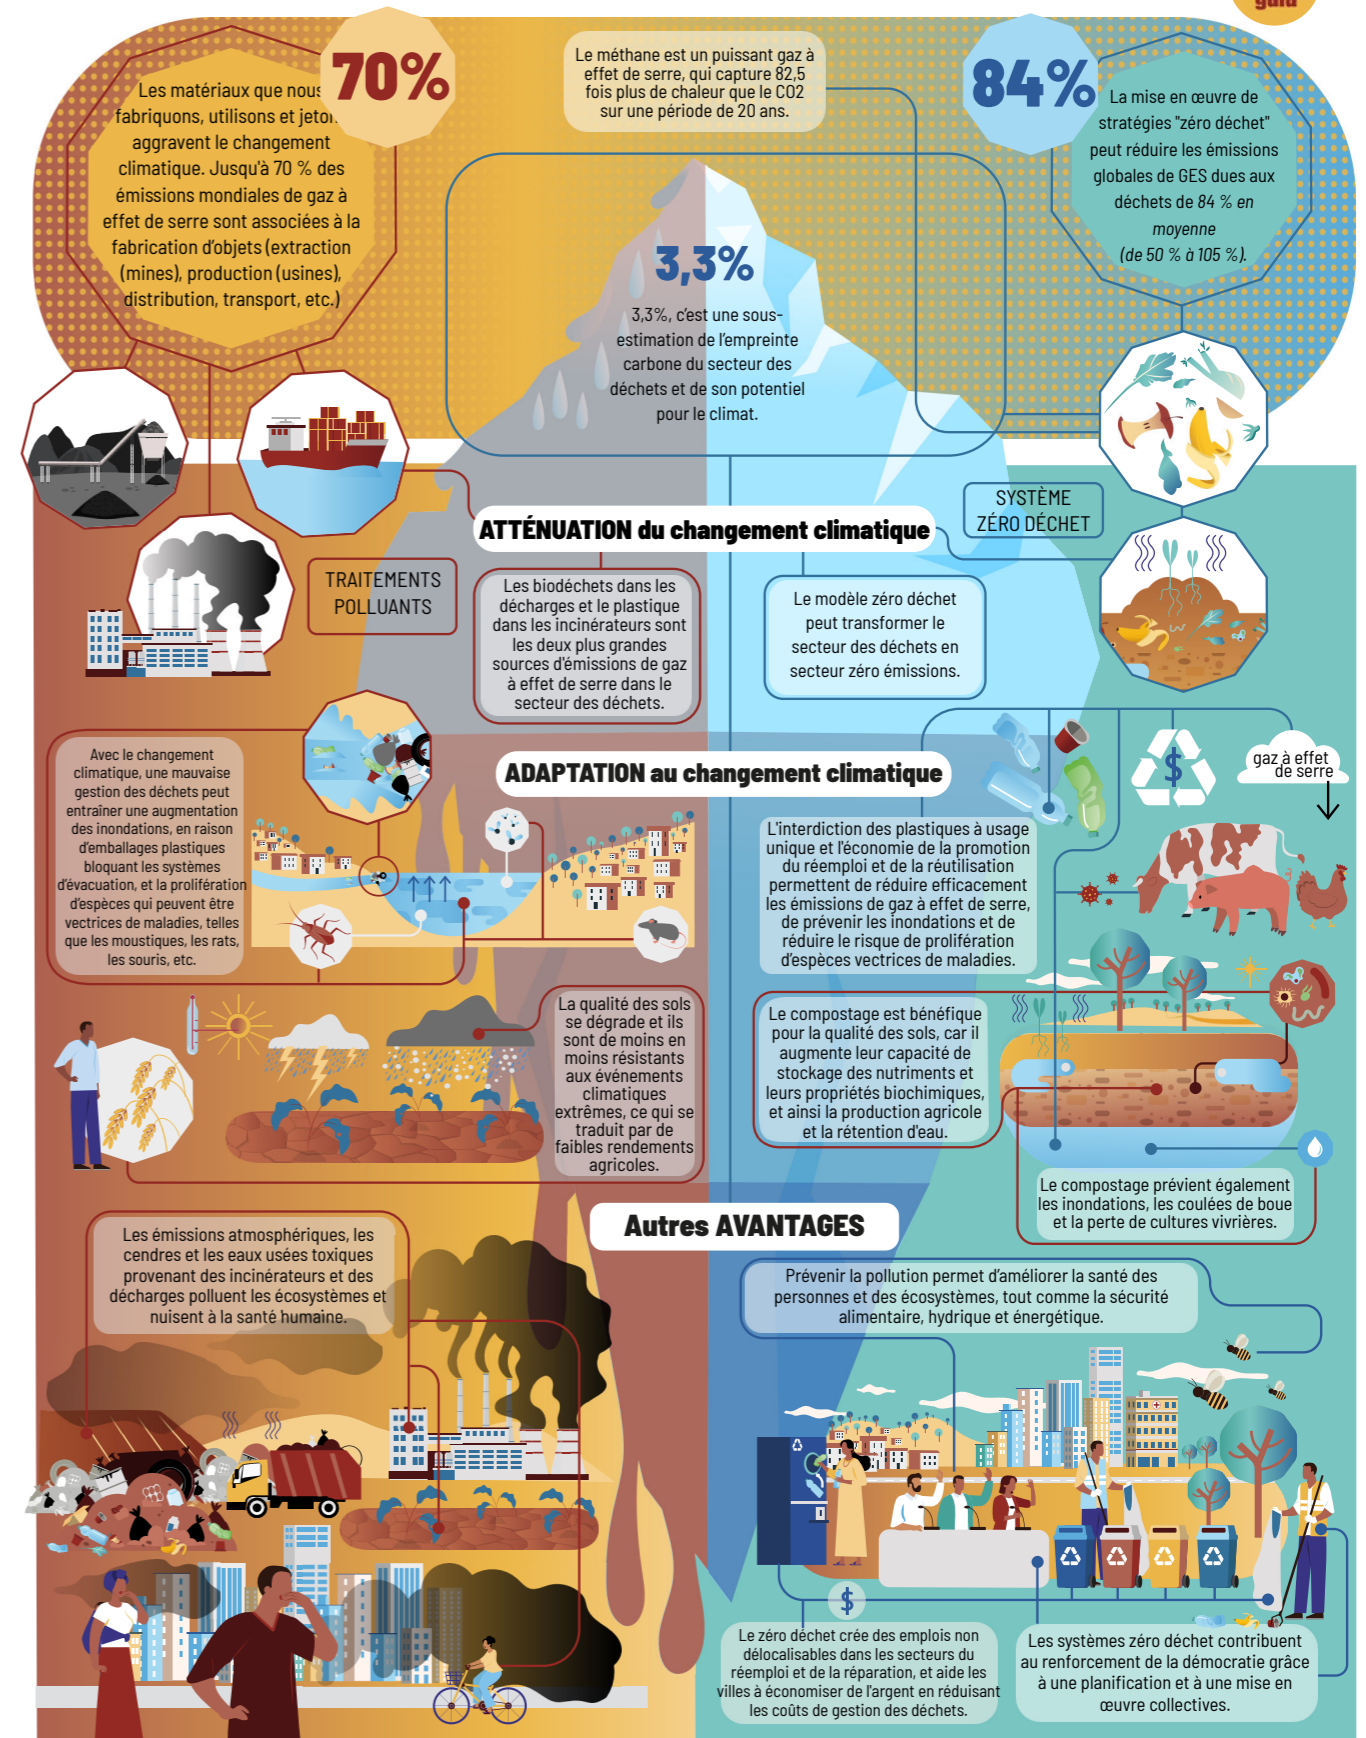 gaia
Les matériaux que nous
fabriquons, utilisons et jeton
aggravent le changement
climatique. Jusqu'à 70 % des
émissions mondiales de gaz à
effet de serre sont associées à la
fabrication d'objets (extraction
(mines), production (usines),
distribution, transport, etc.)
70%
Le méthane est un puissant gaz à
effet de serre, qui capture 82,5
fois plus de chaleur que le CO2
sur une période de 20 ans.
84%
La mise en œuvre de
stratégies "zéro déchet"
peut réduire les émissions
globales de GES dues aux
déchets de 84 % en
moyenne
(de 50 % à 105 %).
3,3%
3,3%, c'est une sous-
estimation de l'empreinte
carbone du secteur des
déchets et de son potentiel
pour le climat.
ATTÉNUATION du changement climatique
SYSTÈME
ZÉRO DÉCHET
TRAITEMENTS
POLLUANTS
Les biodéchets dans les
décharges et le plastique
dans les incinérateurs sont
les deux plus grandes
sources d'émissions de gaz
à effet de serre dans le
secteur des déchets.
Le modèle zéro déchet
peut transformer le
secteur des déchets en
secteur zéro émissions.
ADAPTATION au changement climatique
Avec le changement
climatique, une mauvaise
gestion des déchets peut
entraîner une augmentation
des inondations, en raison
d'emballages plastiques
bloquant les systèmes
d'évacuation, et la prolifération
d'espèces qui peuvent être
vectrices de maladies, telles
que les moustiques, les rats,
les souris, etc.
$
gaz à effet
de serre
L'interdiction des plastiques à usage
unique et l'économie de la promotion
du réemploi et de la réutilisation
permettent de réduire efficacement
les émissions de gaz à effet de serre,
de prévenir les inondations et de
réduire le risque de prolifération
d'espèces vectrices de maladies.
La qualité des sols
se dégrade et ils
sont de moins en
moins résistants
aux événements
climatiques
extrêmes, ce qui se
traduit par de
faibles rendements
agricoles.
Le compostage est bénéfique
pour la qualité des sols, car il
augmente leur capacité de
stockage des nutriments et
leurs propriétés biochimiques,
et ainsi la production agricole
et la rétention d'eau.
Le compostage prévient également
les inondations, les coulées de boue
et la perte de cultures vivrières.
Autres AVANTAGES
Les émissions atmosphériques, les
cendres et les eaux usées toxiques
provenant des incinérateurs et des
décharges polluent les écosystèmes et
nuisent à la santé humaine.
Prévenir la pollution permet d'améliorer la santé des
personnes et des écosystèmes, tout comme la sécurité
alimentaire, hydrique et énergétique.
$
Le zéro déchet crée des emplois non
délocalisables dans les secteurs du
réemploi et de la réparation, et aide les
villes à économiser de l'argent en réduisant
les coûts de gestion des déchets.
Les systèmes zéro déchet contribuent
au renforcement de la démocratie grâce
à une planification et à une mise en
œuvre collectives.